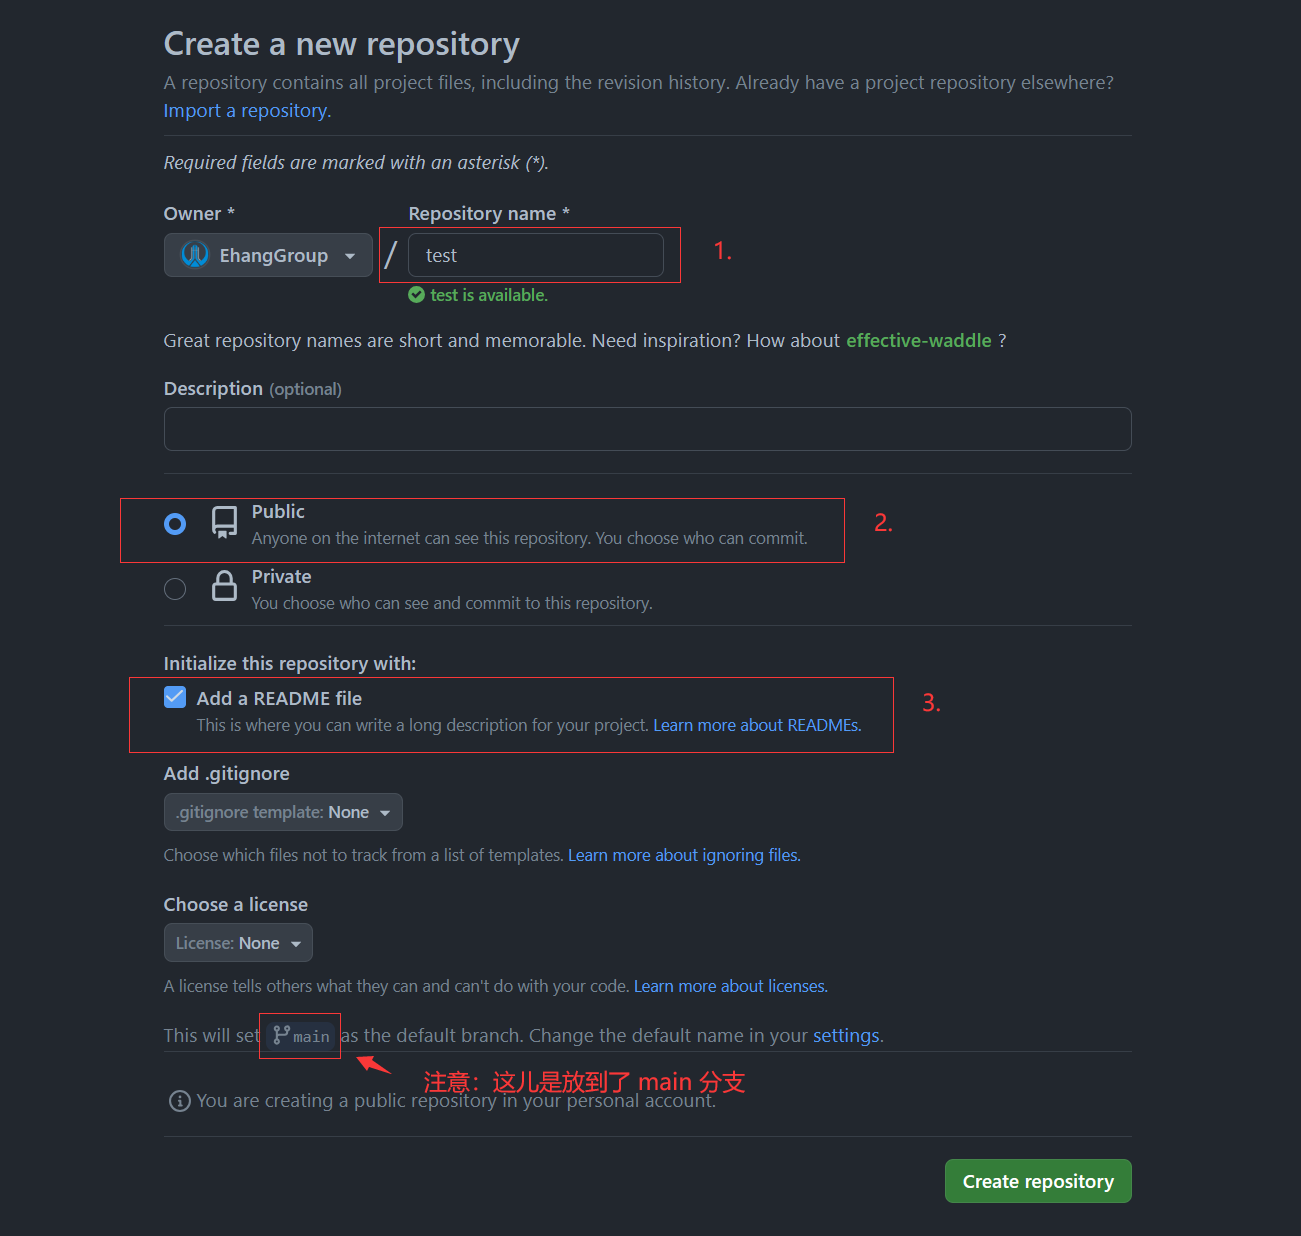 Create a new repository
A repository contains all project files, including the revision history. Already have a project repository elsewhere?
Import a repository.
Required fields are marked with an asterisk (*).
Owner *
Repository name *
EhangGroup
/
test
1.
test is available.
Great repository names are short and memorable. Need inspiration? How about effective-waddle ?
Description (optional)
Public
Anyone on the internet can see this repository. You choose who can commit.
2.
Private
You choose who can see and commit to this repository.
Initialize this repository with:
Add a README file
3.
This is where you can write a long description for your project. Learn more about READMEs.
Add .gitignore
.gitignore template: None
Choose which files not to track from a list of templates. Learn more about ignoring files.
Choose a license
License: None
A license tells others what they can and can't do with your code. Learn more about licenses.
This will set main as the default branch. Change the default name in your settings.
注意：这儿是放到了 main 分支
You are creating a public repository in your personal account.
Create repository